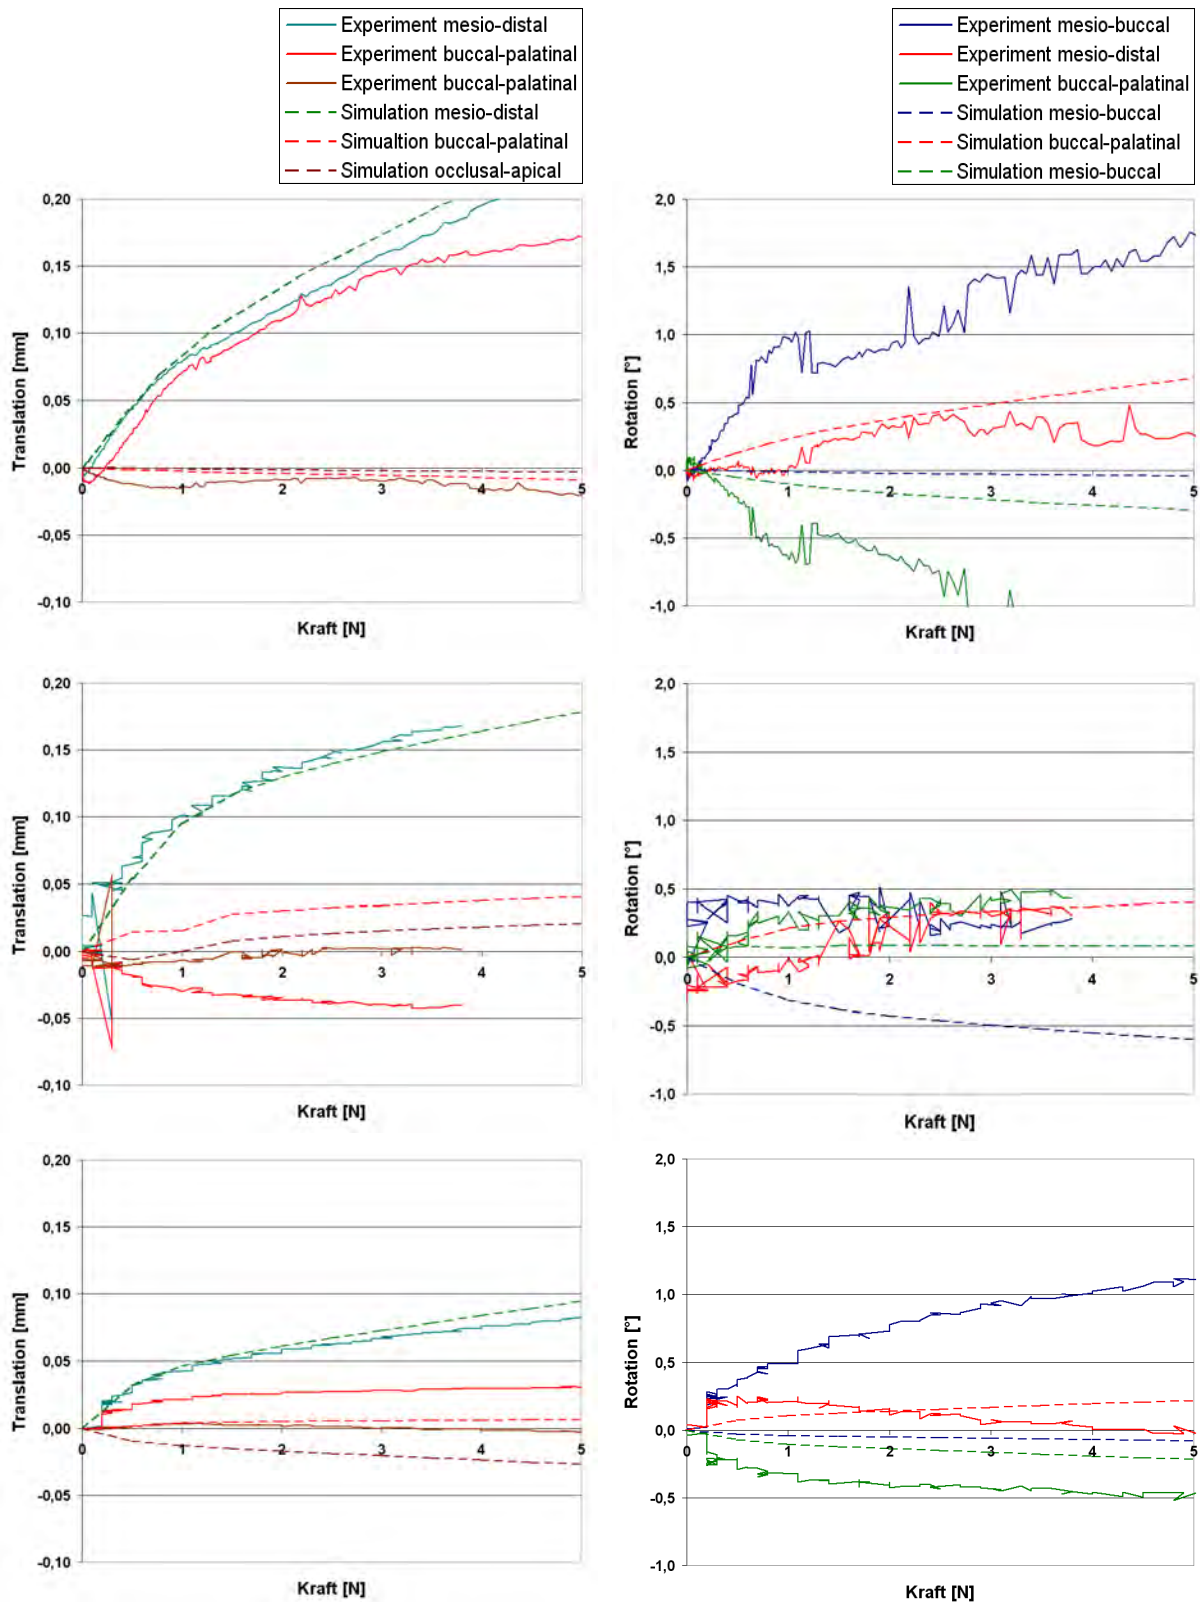 Experiment mesio-distal
Experiment buccal-palatinal
Experiment buccal-palatinal
Simulation mesio-distal
Simualtion buccal-palatinal
Simulation occlusal-apical
Experiment mesio-buccal
Experiment mesio-distal
Experiment buccal-palatinal
Simulation mesio-buccal
Simulation buccal-palatinal
Simulation mesio-buccal
0,20
0,15
0,10
0,05
0,00
-0,05
-0,10
Translation [mm]
0 1 2 3 4 5
Kraft [N]
2,0
1,5
1,0
0,5
0,0
-0,5
-1,0
Rotation [°]
0 1 2 3 4 5
Kraft [N]
0,20
0,15
0,10
0,05
0,00
-0,05
-0,10
Translation [mm]
0 1 2 3 4 5
Kraft [N]
2,0
1,5
1,0
0,5
0,0
-0,5
-1,0
Rotation [°]
0 1 2 3 4 5
Kraft [N]
0,20
0,15
0,10
0,05
0,00
-0,05
-0,10
Translation [mm]
0 1 2 3 4 5
Kraft [N]
2,0
1,5
1,0
0,5
0,0
-0,5
-1,0
Rotation [°]
0 1 2 3 4 5
Kraft [N]